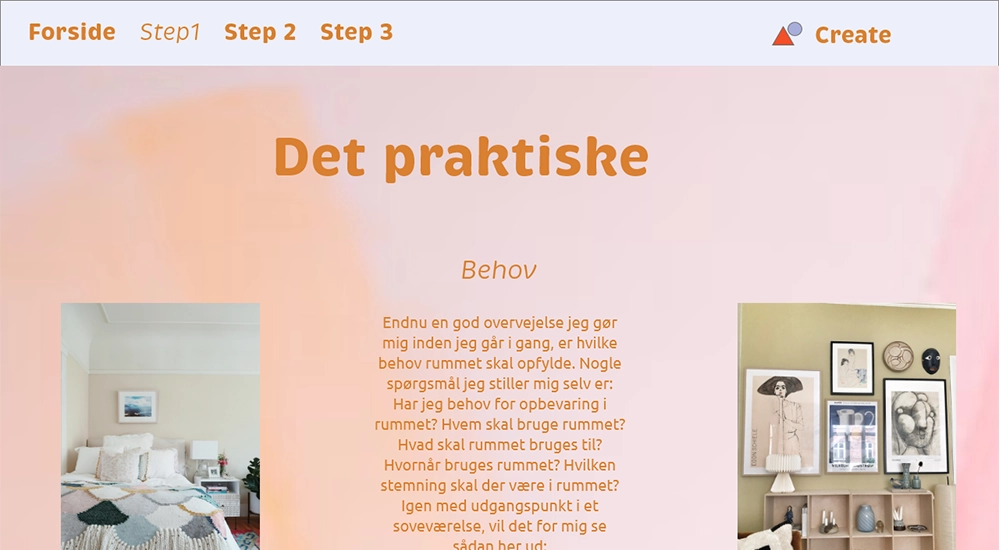 Forside Step1 Step 2 Step 3 Create
Det praktiske
Behov
Endnu en god overvejelse jeg gør
mig inden jeg går i gang, er hvilke
behov rummet skal opfylde. Nogle
spørgsmål jeg stiller mig selv er:
Har jeg behov for opbevaring i
rummet? Hvem skal bruge rummet?
Hvad skal rummet bruges til?
Hvornår bruges rummet? Hvilken
stemning skal der være i rummet?
Igen med udgangspunkt i et
soveværelse, vil det for mig se
sådan her ud: